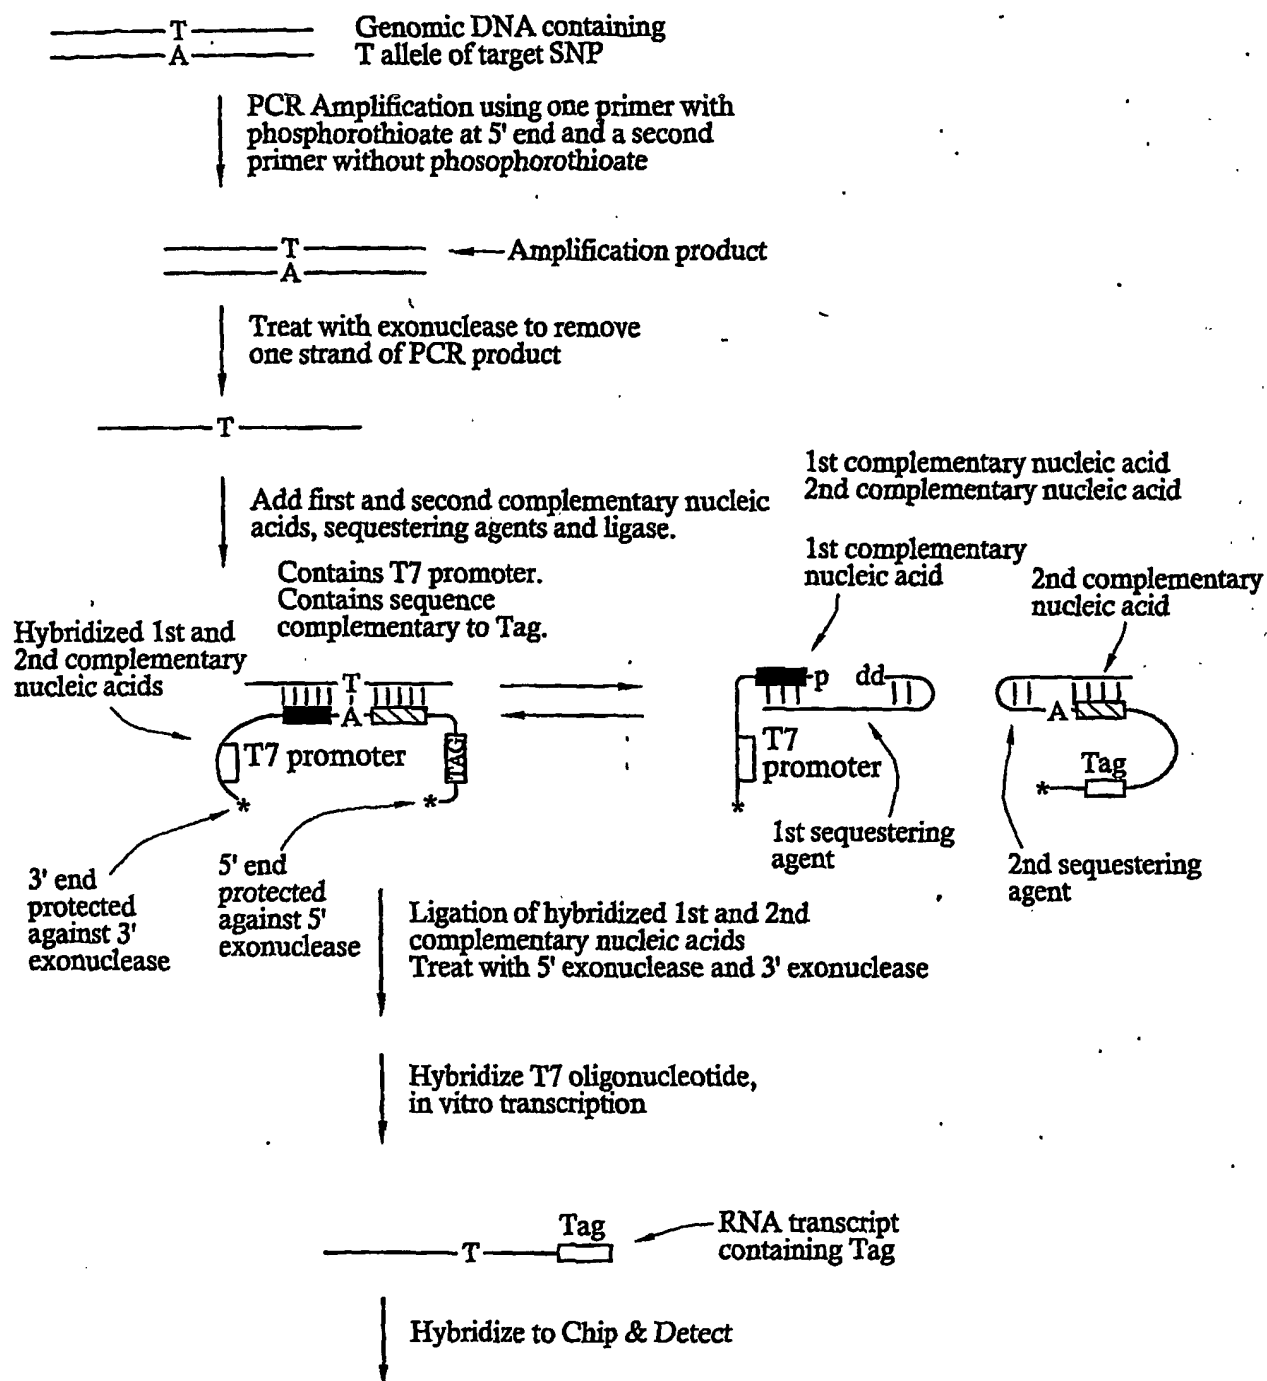 T
A
Genomic DNA containing
T allele of target SNP
PCR Amplification using one primer with
phosphorothioate at 5' end and a second
primer without phosophorothioate
T
A
Amplification product
Treat with exonuclease to remove
one strand of PCR product
T
Add first and second complementary nucleic
acids, sequestering agents and ligase.
1st complementary nucleic acid
2nd complementary nucleic acid
Contains T7 promoter.
Contains sequence
complementary to Tag.
1st complementary
nucleic acid
2nd complementary
nucleic acid
Hybridized 1st and
2nd complementary
nucleic acids
T
A
T7 promoter
TAG
*
*
p
dd
T7
promoter
*
A
Tag
*
1st sequestering
agent
2nd sequestering
agent
3' end
protected
against 3'
exonuclease
5' end
protected
against 5'
exonuclease
Ligation of hybridized 1st and 2nd
complementary nucleic acids
Treat with 5' exonuclease and 3' exonuclease
Hybridize T7 oligonucleotide,
in vitro transcription
T
Tag
RNA transcript
containing Tag
Hybridize to Chip & Detect